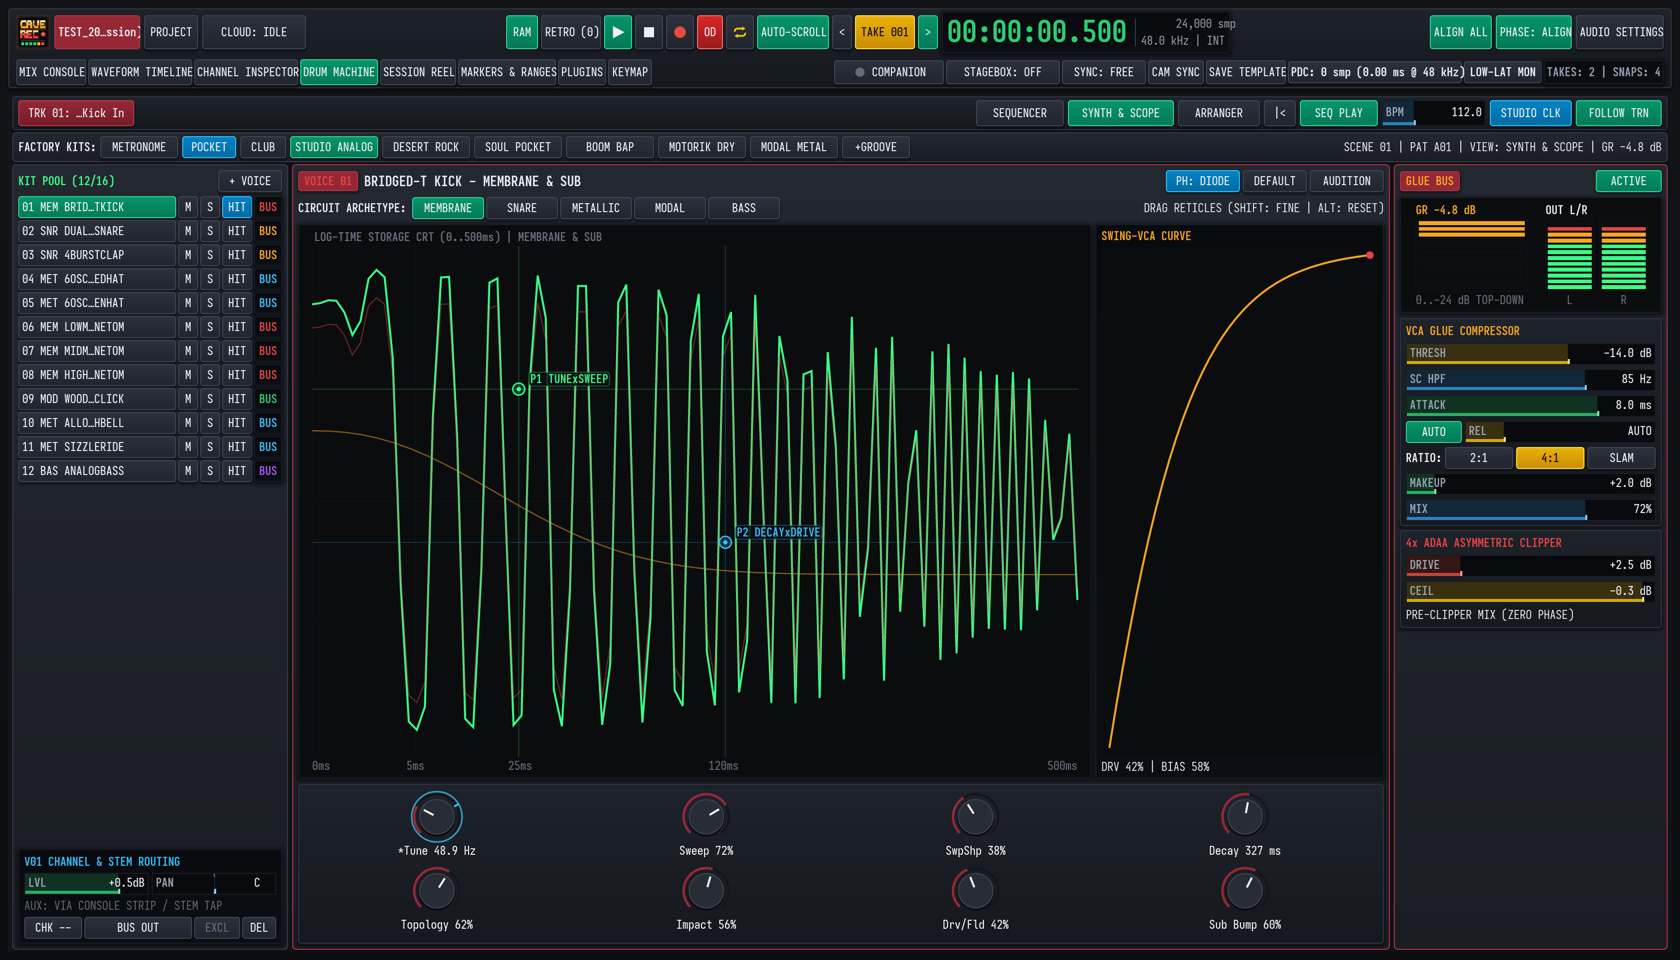 CAVE REC
TEST_20…ssion]
PROJECT
CLOUD: IDLE
RAM
RETRO (0)
OD
AUTO-SCROLL
<
TAKE 001
>
00:00:00.500
24,000 smp
48.0 kHz | INT
ALIGN ALL
PHASE: ALIGN
AUDIO SETTINGS
MIX CONSOLE
WAVEFORM TIMELINE
CHANNEL INSPECTOR
DRUM MACHINE
SESSION REEL
MARKERS & RANGES
PLUGINS
KEYMAP
COMPANION
STAGEBOX: OFF
SYNC: FREE
CAM SYNC
SAVE TEMPLATE
PDC: 0 smp (0.00 ms @ 48 kHz)
LOW-LAT MON
TAKES: 2 | SNAPS: 4
TRK 01: …Kick In
SEQUENCER
SYNTH & SCOPE
ARRANGER
|<
SEQ PLAY
BPM 112.0
STUDIO CLK
FOLLOW TRN
FACTORY KITS:
METRONOME
POCKET
CLUB
STUDIO ANALOG
DESERT ROCK
SOUL POCKET
BOOM BAP
MOTORIK DRY
MODAL METAL
+GROOVE
SCENE 01 | PAT A01 | VIEW: SYNTH & SCOPE | GR -4.8 dB
KIT POOL (12/16)
+ VOICE
01 MEM BRID…TKICK M S HIT BUS
02 SNR DUAL…SNARE M S HIT BUS
03 SNR 4BURSTCLAP M S HIT BUS
04 MET 6OSC…EDHAT M S HIT BUS
05 MET 6OSC…ENHAT M S HIT BUS
06 MEM LOWM…NETOM M S HIT BUS
07 MEM MIDM…NETOM M S HIT BUS
08 MEM HIGH…NETOM M S HIT BUS
09 MOD WOOD…CLICK M S HIT BUS
10 MET ALLO…HBELL M S HIT BUS
11 MET SIZZLERIDE M S HIT BUS
12 BAS ANALOGBASS M S HIT BUS
V01 CHANNEL & STEM ROUTING
LVL +0.5dB PAN C
AUX: VIA CONSOLE STRIP / STEM TAP
CHK -- BUS OUT EXCL DEL
VOICE 01
BRIDGED-T KICK - MEMBRANE & SUB
PH: DIODE
DEFAULT
AUDITION
CIRCUIT ARCHETYPE:
MEMBRANE
SNARE
METALLIC
MODAL
BASS
DRAG RETICLES (SHIFT: FINE | ALT: RESET)
LOG-TIME STORAGE CRT (0..500ms) | MEMBRANE & SUB
P1 TUNExSWEEP
P2 DECAYxDRIVE
0ms 5ms 25ms 120ms 500ms
SWING-VCA CURVE
DRV 42% | BIAS 58%
*Tune 48.9 Hz
Sweep 72%
SwpShp 38%
Decay 327 ms
Topology 62%
Impact 56%
Drv/Fld 42%
Sub Bump 60%
GLUE BUS
ACTIVE
GR -4.8 dB
OUT L/R
0..-24 dB TOP-DOWN
L R
VCA GLUE COMPRESSOR
THRESH -14.0 dB
SC HPF 85 Hz
ATTACK 8.0 ms
AUTO REL AUTO
RATIO: 2:1 4:1 SLAM
MAKEUP +2.0 dB
MIX 72%
4x ADAA ASYMMETRIC CLIPPER
DRIVE +2.5 dB
CEIL -0.3 dB
PRE-CLIPPER MIX (ZERO PHASE)